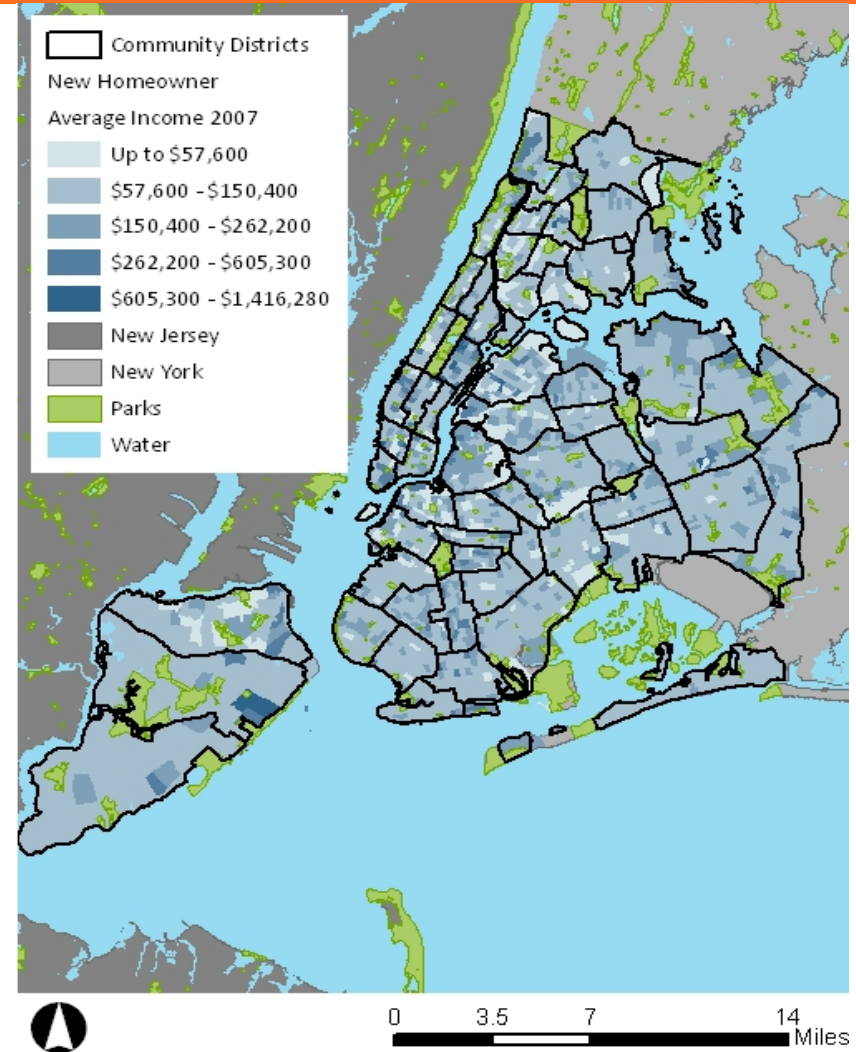 Community Districts
New Homeowner
Average Income 2007
Up to $57,600
$57,600 - $150,400
$150,400 - $262,200
$262,200 - $605,300
$605,300 - $1,416,280
New Jersey
New York
Parks
Water
0 3.5 7 14
Miles